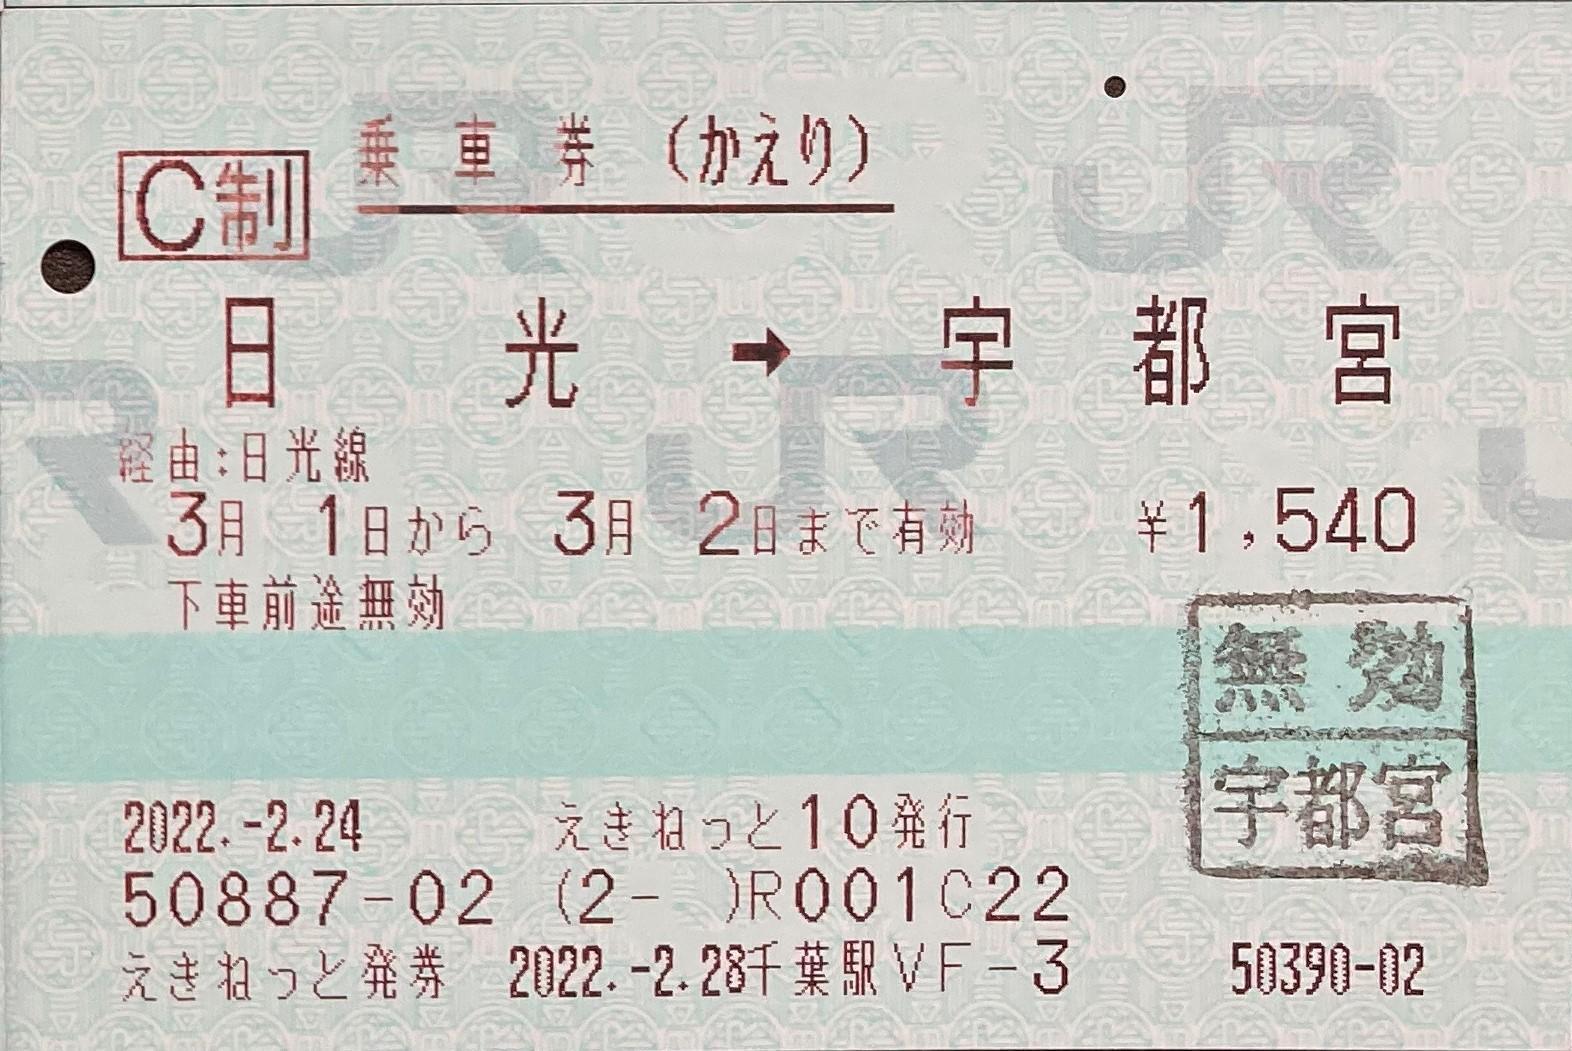 乗車券 (かえり)
C制
日光 → 宇都宮
経由:日光線
3月 1日から 3月 2日まで有効 ¥1,540
下車前途無効
無効
宇都宮
2022.-2.24 えきねっと10発行
50887-02 (2- )R001C22
えきねっと発券 2022.-2.28千葉駅VF-3 50390-02
JR
JR
JR